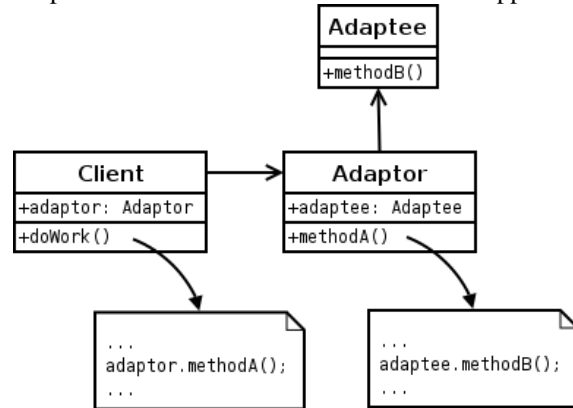 Adaptee
+methodB()
Client
+adaptor: Adaptor
+doWork()
Adaptor
+adaptee: Adaptee
+methodA()
...
adaptor.methodA();
...
...
adaptee.methodB();
...